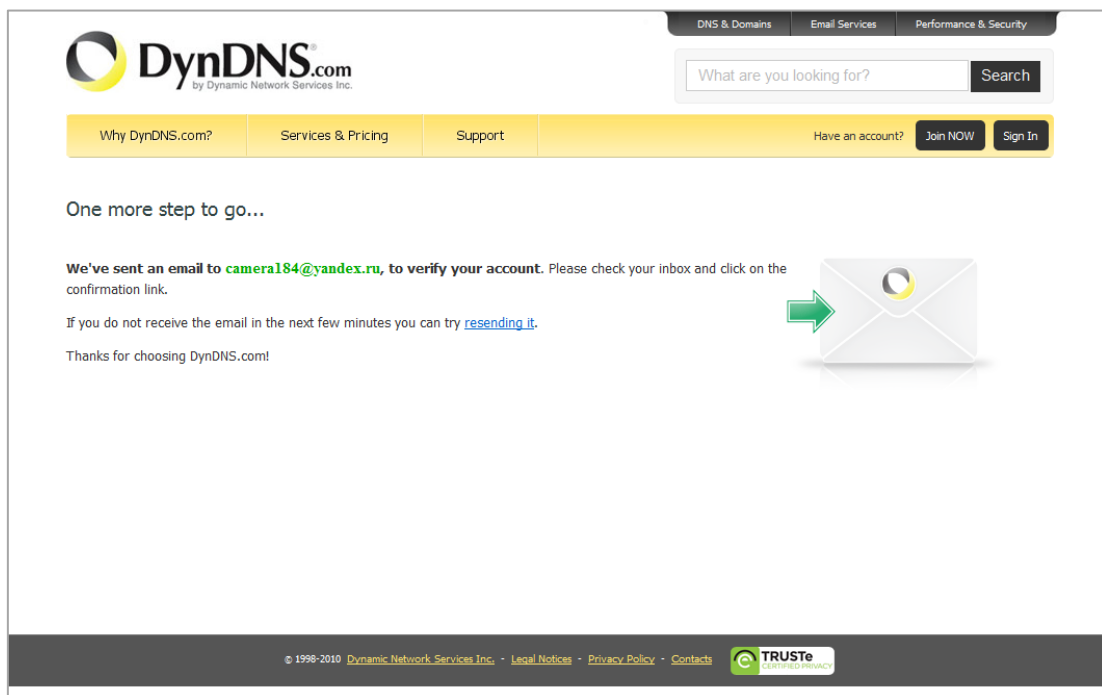 DNS & Domains Email Services Performance & Security
DynDNS.com
by Dynamic Network Services Inc.
What are you looking for? Search
Why DynDNS.com? Services & Pricing Support Have an account? Join NOW Sign In
One more step to go...
We've sent an email to camera184@yandex.ru, to verify your account. Please check your inbox and click on the
confirmation link.
If you do not receive the email in the next few minutes you can try resending it.
Thanks for choosing DynDNS.com!
© 1998-2010 Dynamic Network Services Inc. - Legal Notices - Privacy Policy - Contacts TRUSTe
CERTIFIED PRIVACY